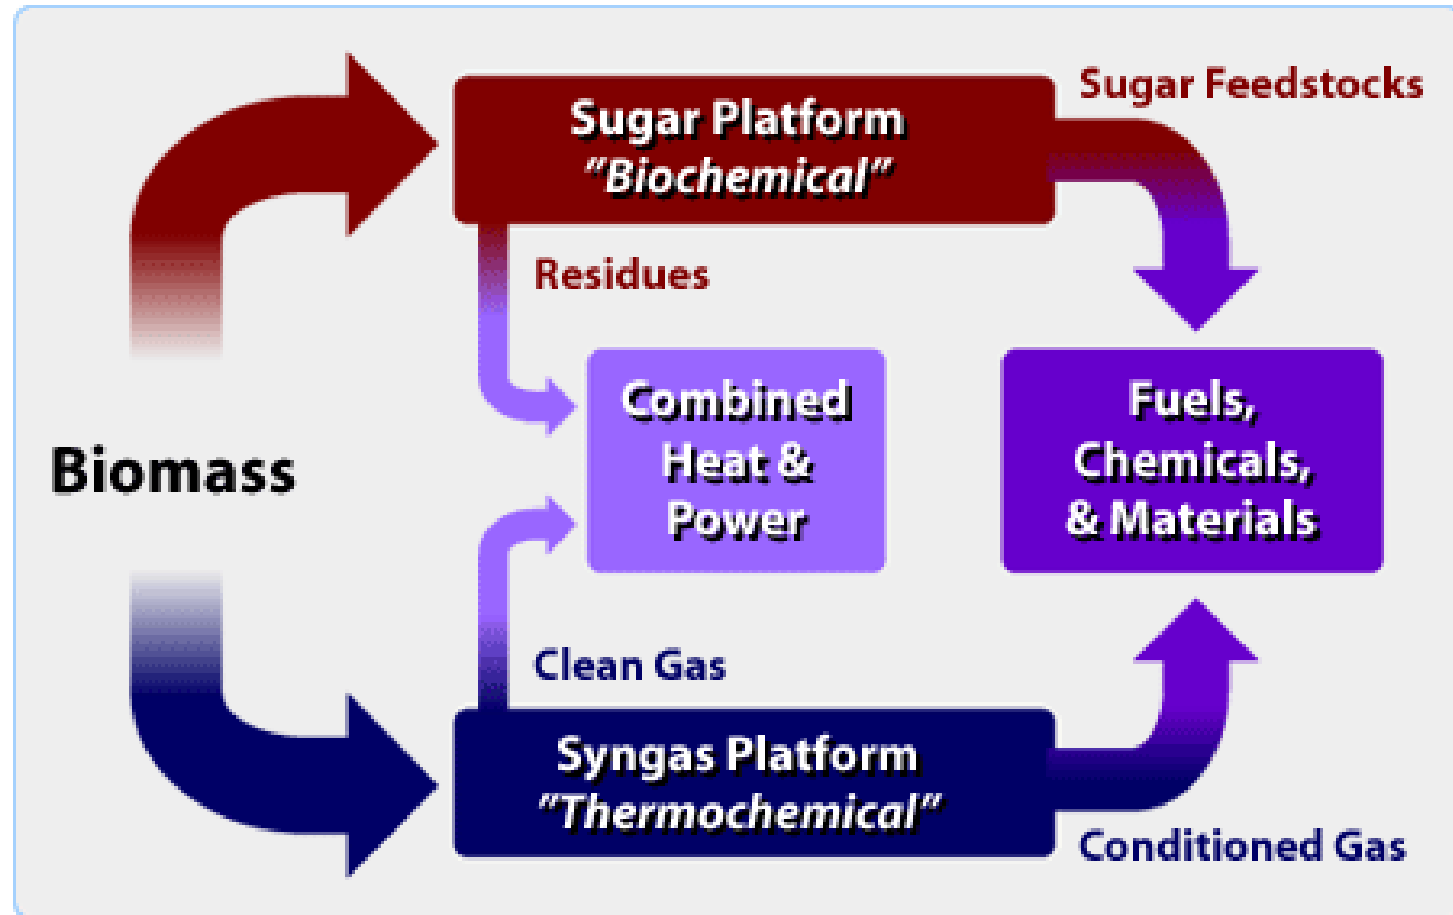 Sugar Feedstocks
Sugar Platform
"Biochemical"
Residues
Combined
Heat &
Power
Fuels,
Chemicals,
& Materials
Biomass
Clean Gas
Syngas Platform
"Thermochemical"
Conditioned Gas